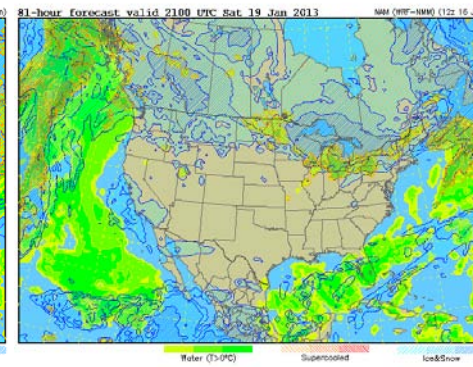 81-hour forecast valid 2100 UTC Sat 19 Jan 2013 NAM (WRF-NMM) (12z 16
Water (T>0°C) Supercooled Ice&Snow